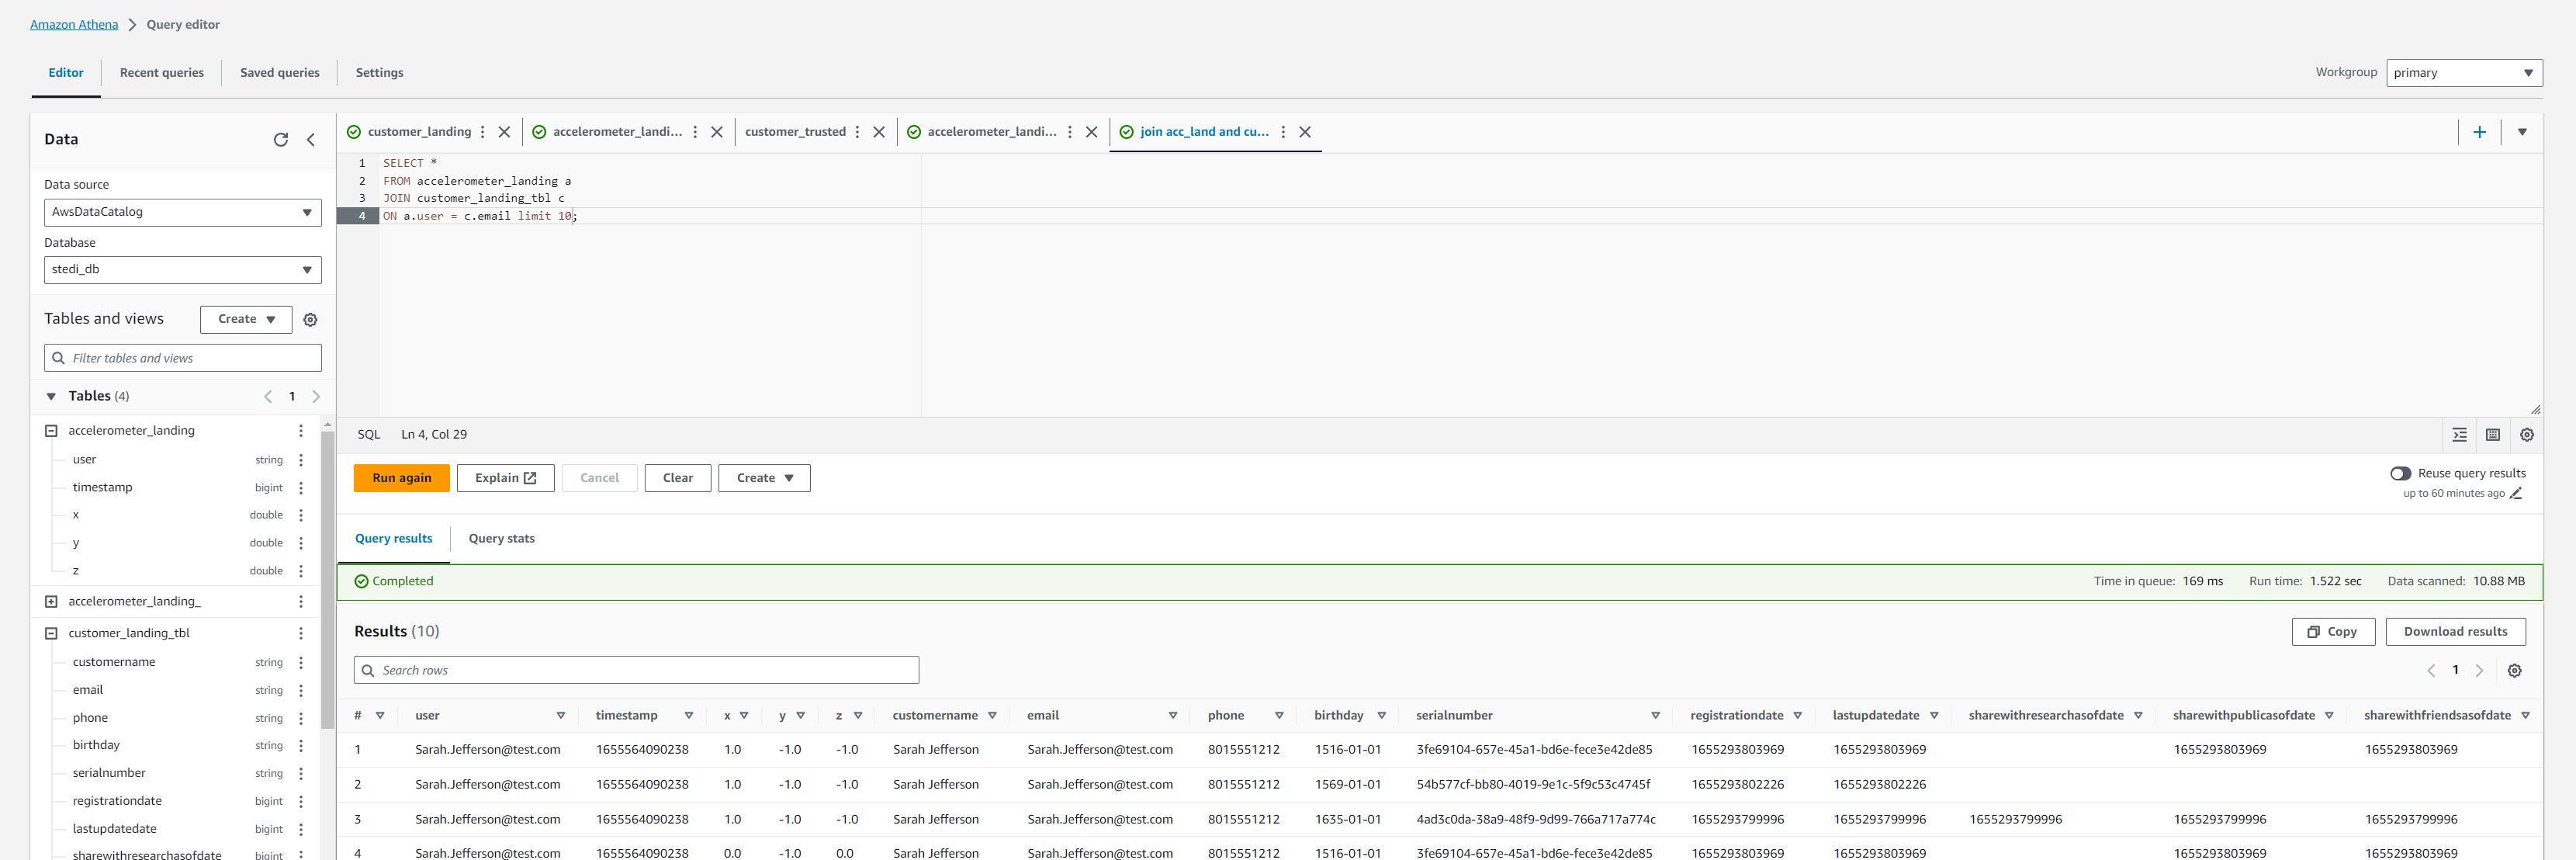 Amazon Athena > Query editor
Editor Recent queries Saved queries Settings
Workgroup primary
Data
Data source
AwsDataCatalog
Database
stedi_db
Tables and views Create
Filter tables and views
Tables (4) 1
accelerometer_landing
user string
timestamp bigint
x double
y double
z double
accelerometer_landing_
customer_landing_tbl
customername string
email string
phone string
birthday string
serialnumber string
registrationdate bigint
lastupdatedate bigint
sharewithresearchasofdate bigint
customer_landing accelerometer_landi... customer_trusted accelerometer_landi... join acc_land and cu...
1 SELECT *
2 FROM accelerometer_landing a
3 JOIN customer_landing_tbl c
4 ON a.user = c.email limit 10;
SQL Ln 4, Col 29
Run again Explain Cancel Clear Create
Reuse query results
up to 60 minutes ago
Query results Query stats
Completed Time in queue: 169 ms Run time: 1.522 sec Data scanned: 10.88 MB
Results (10) Copy Download results
Search rows 1
# user timestamp x y z customername email phone birthday serialnumber registrationdate lastupdatedate sharewithresearchasofdate sharewithpublicasofdate sharewithfriendsasofdate
1 Sarah.Jefferson@test.com 1655564090238 1.0 -1.0 -1.0 Sarah Jefferson Sarah.Jefferson@test.com 8015551212 1516-01-01 3fe69104-657e-45a1-bd6e-fece3e42de85 1655293803969 1655293803969 1655293803969 1655293803969
2 Sarah.Jefferson@test.com 1655564090238 1.0 -1.0 -1.0 Sarah Jefferson Sarah.Jefferson@test.com 8015551212 1569-01-01 54b577cf-bb80-4019-9e1c-5f9c53c4745f 1655293802226 1655293802226
3 Sarah.Jefferson@test.com 1655564090238 1.0 -1.0 -1.0 Sarah Jefferson Sarah.Jefferson@test.com 8015551212 1635-01-01 4ad3c0da-38a9-48f9-9d99-766a717a774c 1655293799996 1655293799996 1655293799996 1655293799996 1655293799996
4 Sarah.Jefferson@test.com 1655564090238 0.0 -1.0 0.0 Sarah Jefferson Sarah.Jefferson@test.com 8015551212 1516-01-01 3fe69104-657e-45a1-bd6e-fece3e42de85 1655293803969 1655293803969 1655293803969 1655293803969